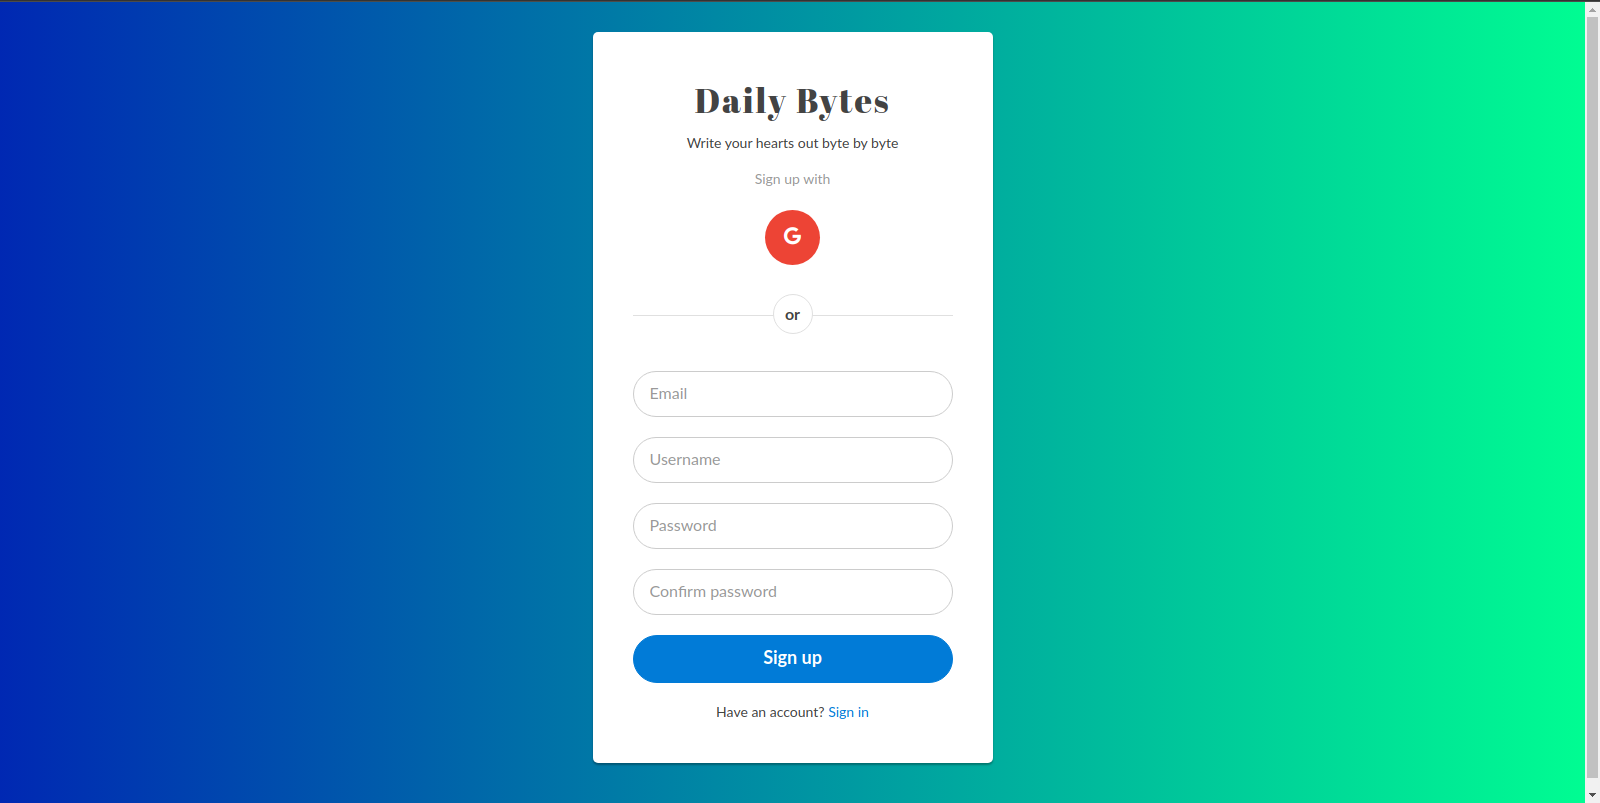 Daily Bytes
Write your hearts out byte by byte
Sign up with
G
or
Email
Username
Password
Confirm password
Sign up
Have an account? Sign in